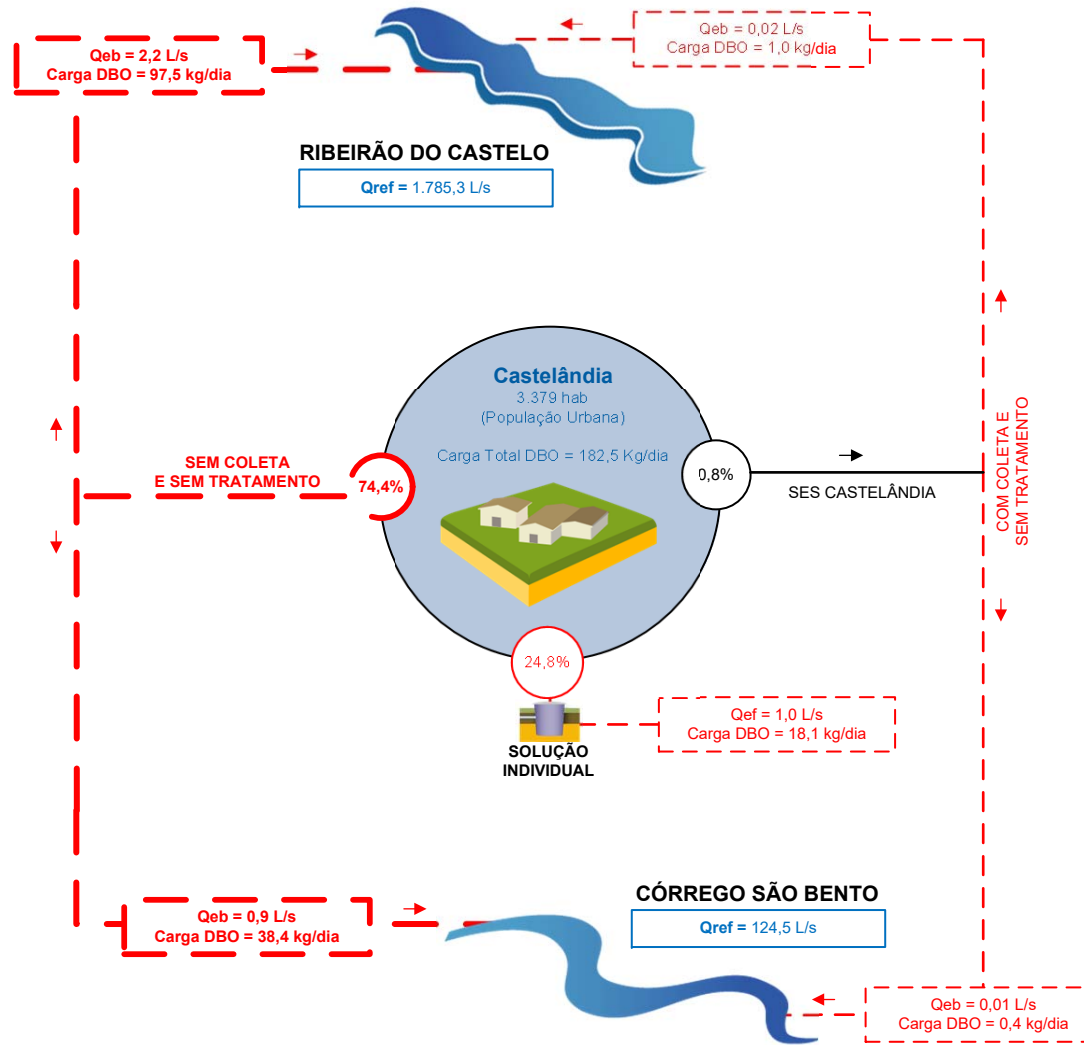 Qeb = 2,2 L/s
Carga DBO = 97,5 kg/dia
Qeb = 0,02 L/s
Carga DBO = 1,0 kg/dia
RIBEIRÃO DO CASTELO
Qref = 1.785,3 L/s
Castelândia
3.379 hab
(População Urbana)
Carga Total DBO = 182,5 Kg/dia
SEM COLETA
E SEM TRATAMENTO
74,4%
0,8%
SES CASTELÂNDIA
COM COLETA E
SEM TRATAMENTO
24,8%
SOLUÇÃO
INDIVIDUAL
Qef = 1,0 L/s
Carga DBO = 18,1 kg/dia
CÓRREGO SÃO BENTO
Qref = 124,5 L/s
Qeb = 0,9 L/s
Carga DBO = 38,4 kg/dia
Qeb = 0,01 L/s
Carga DBO = 0,4 kg/dia